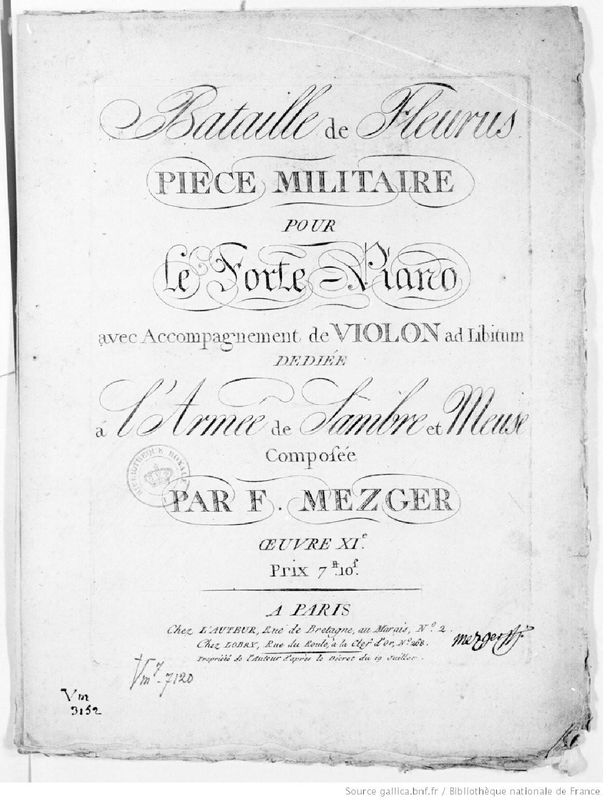 Bataille de Fleurus
PIECE MILITAIRE
POUR
le Forte-Piano
avec Accompagnement de VIOLON ad Libitum
DEDIÉE
á l'Armée de Sambre et Meuse
Composée
BIBLIOTHÈQUE ROYALE
PAR F. MEZGER
ŒUVRE XI.e
Prix 7.tt 10.s
A PARIS
Chez L'AUTEUR, Rue de Bretagne, au Marais, N.º 2.
Chez LOBRY, Rue du Roule, à la Clef d'Or, N.º
mezger
Propriété de l'Auteur d'après le Décret du 19 Juillet.
Vm7. 7120
Vm
3152
Source gallica.bnf.fr / Bibliothèque nationale de France